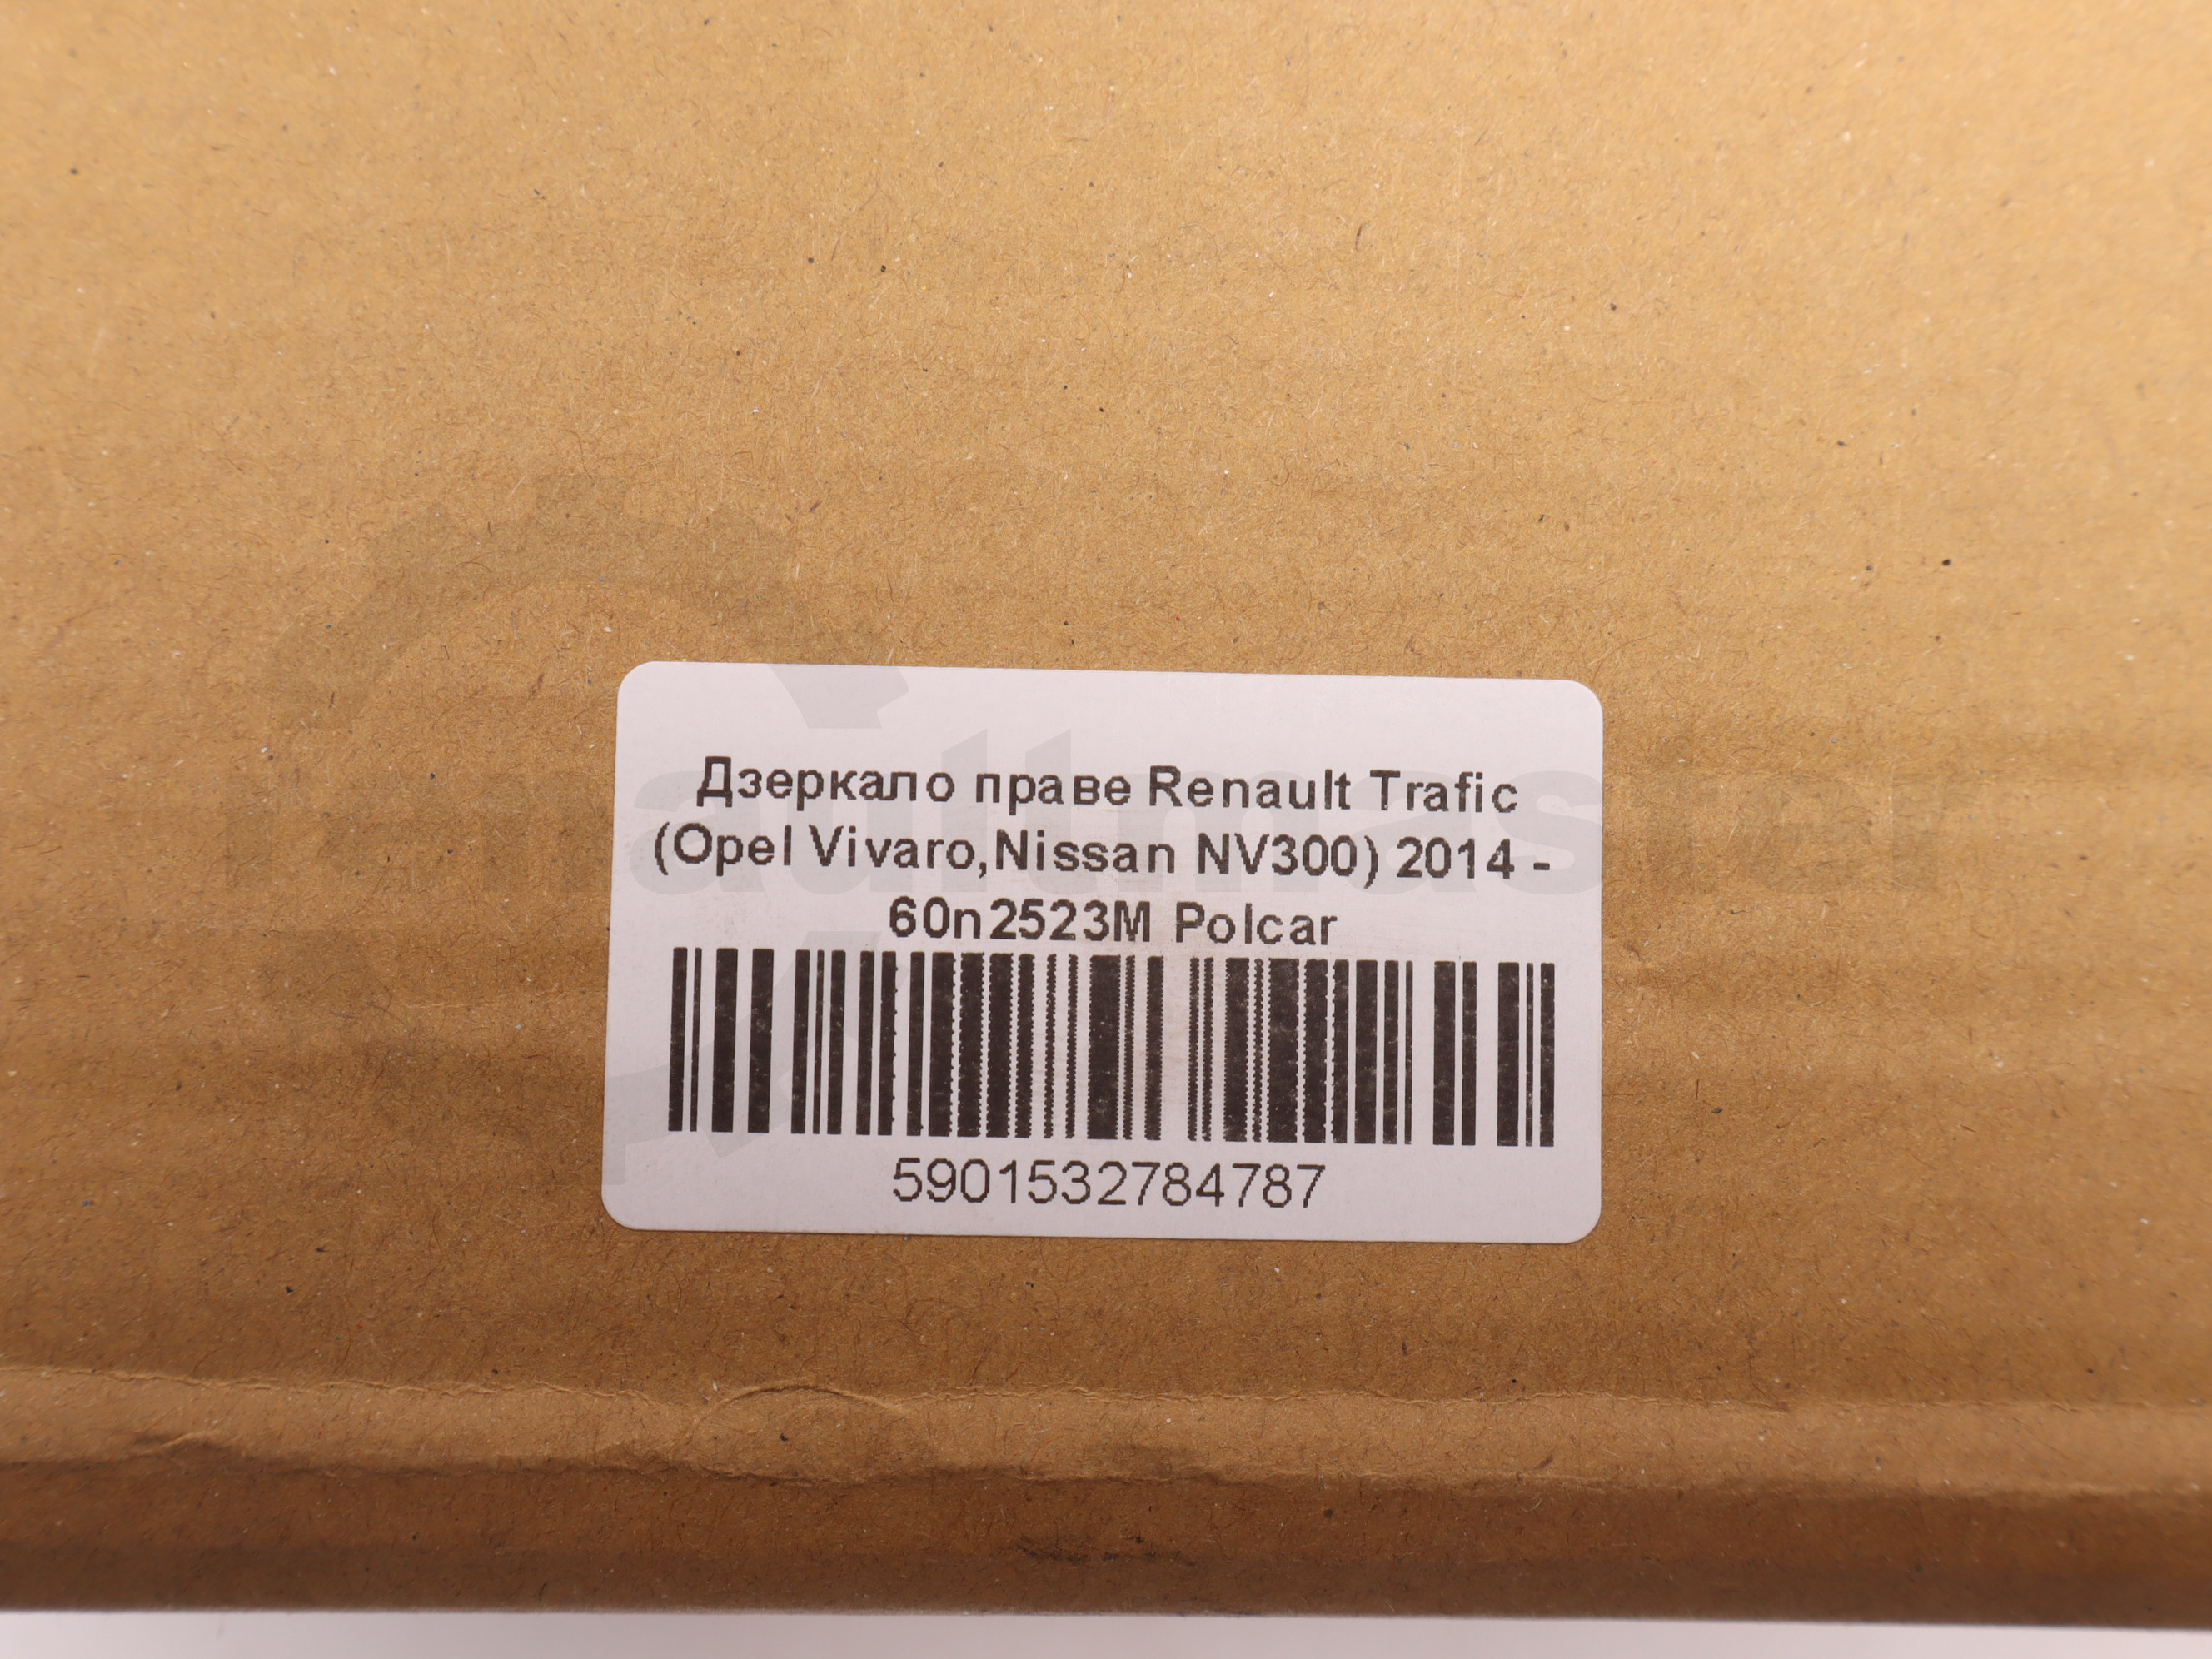 Дзеркало праве Renault Trafic
(Opel Vivaro,Nissan NV300) 2014 -
60n2523M Polcar
5901532784787